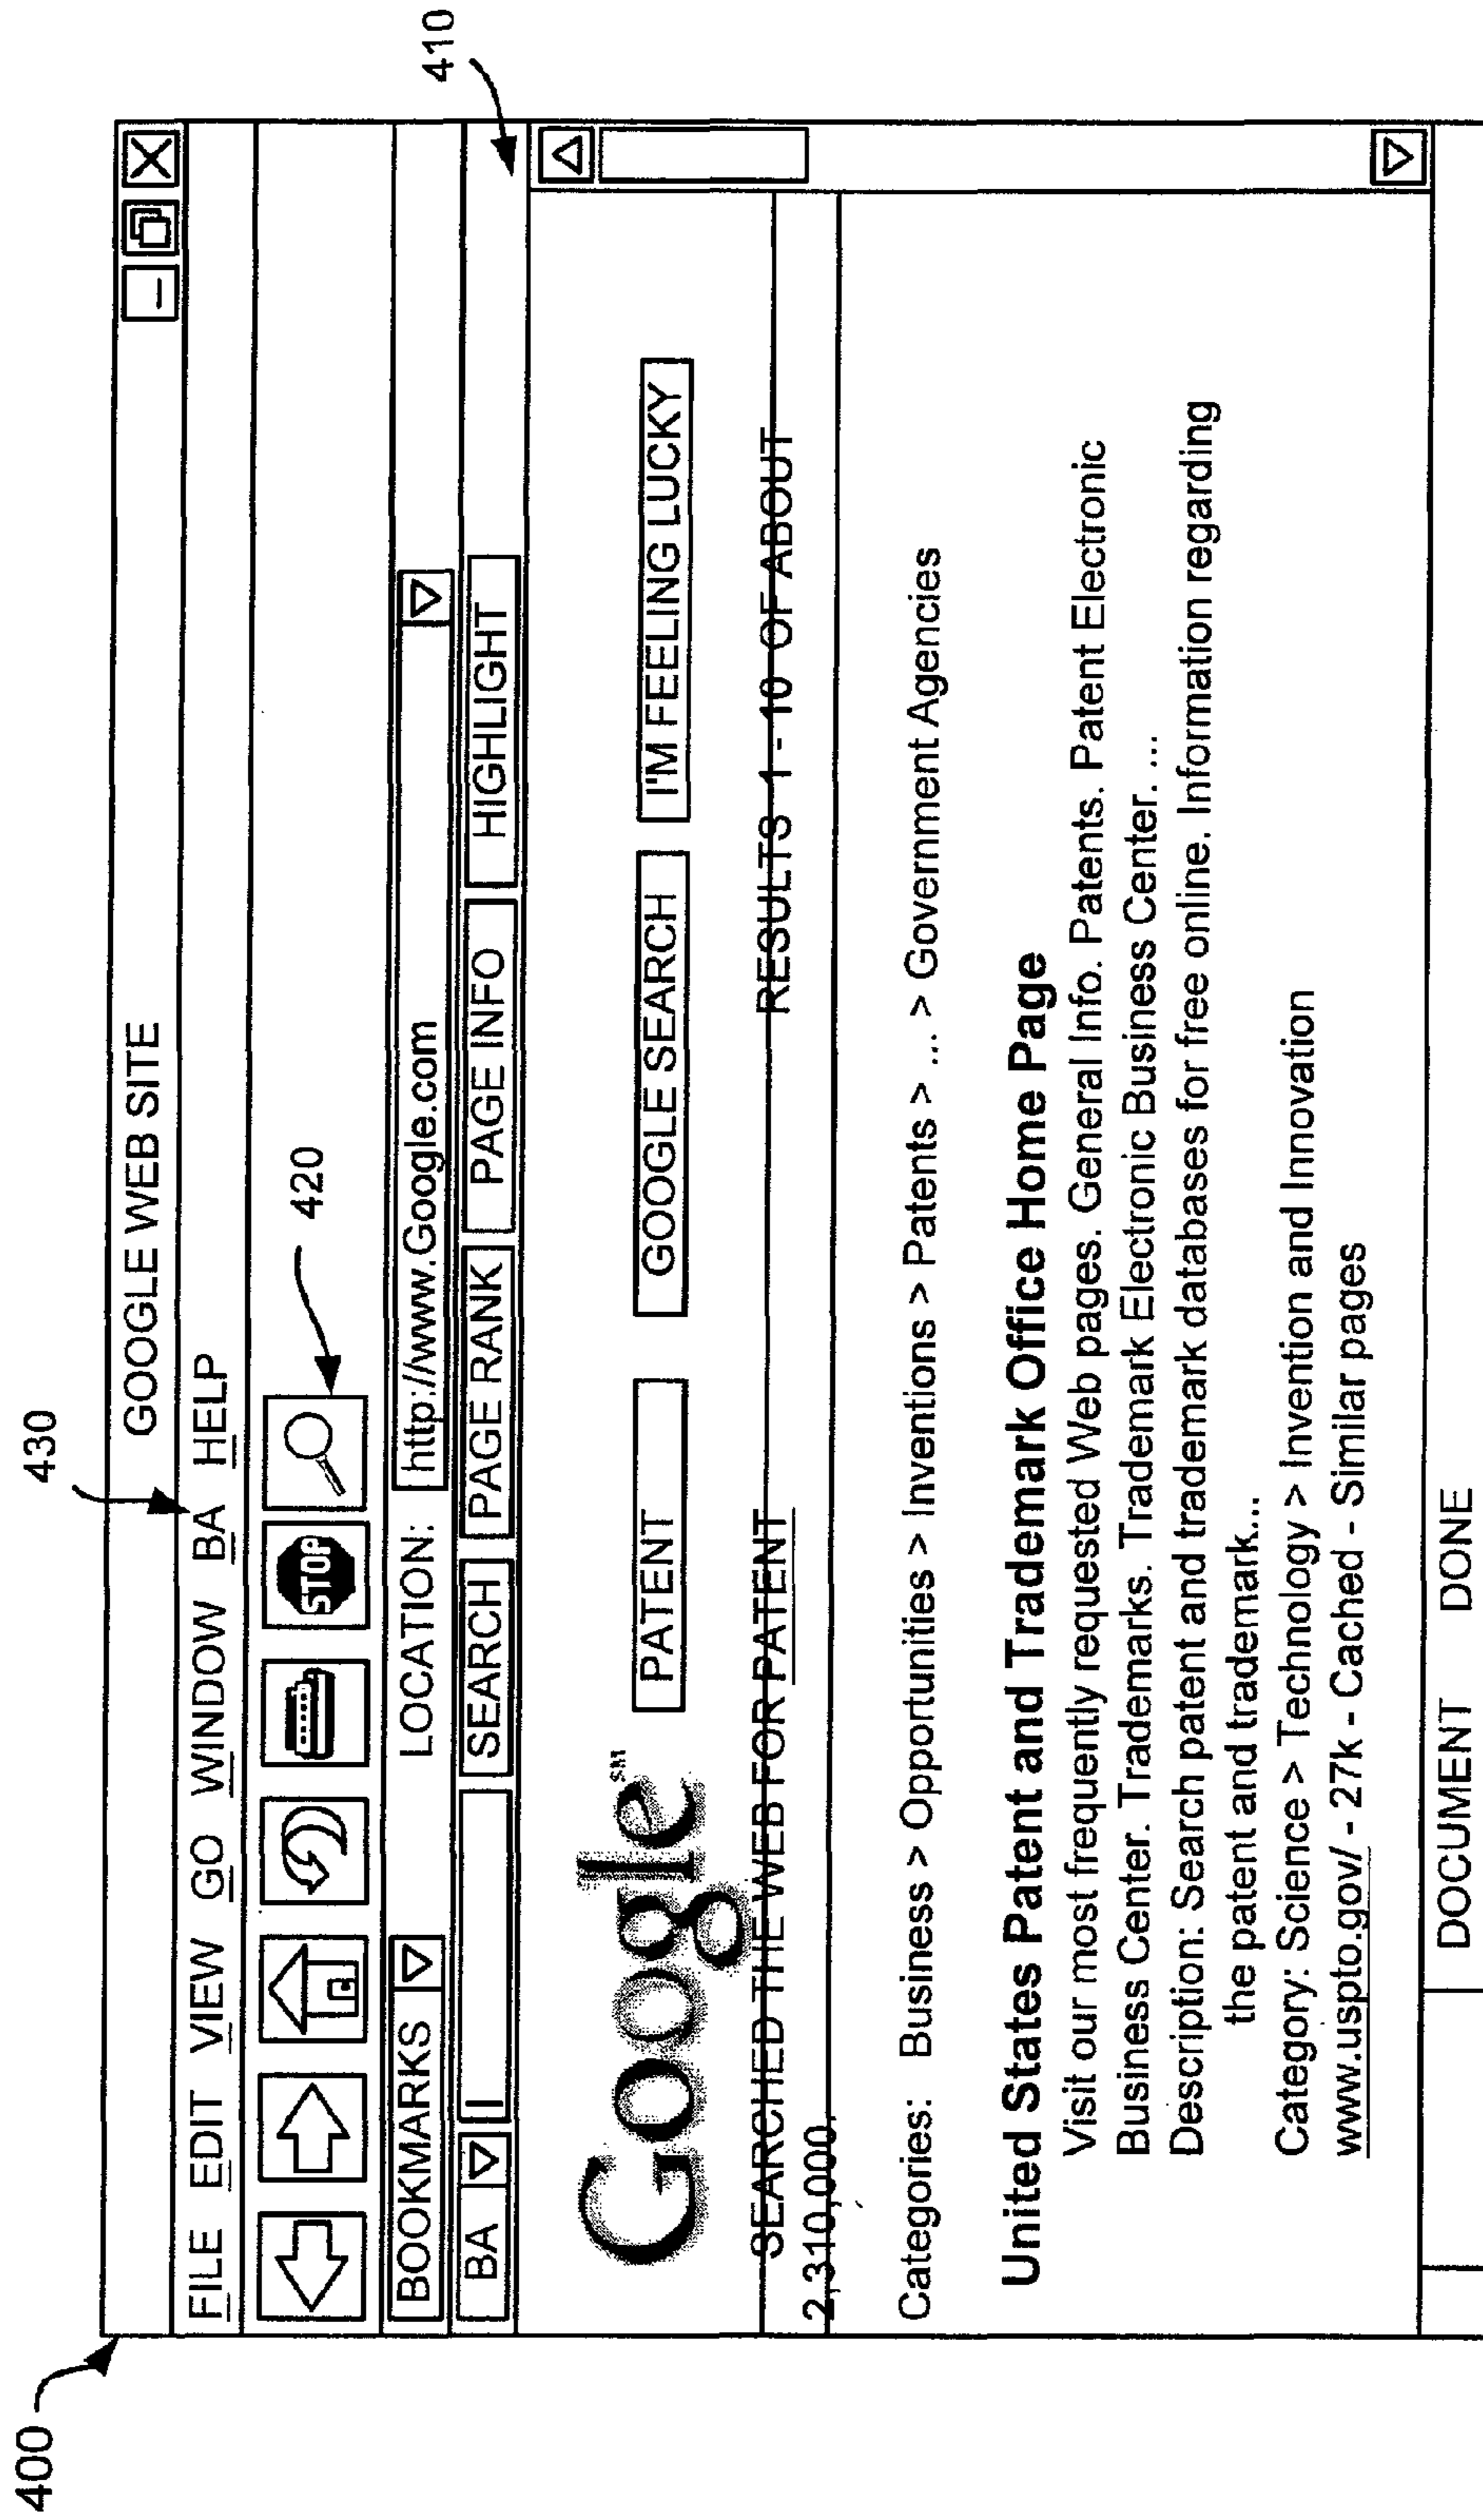 400
430
410
GOOGLE WEB SITE
FILE EDIT VIEW GO WINDOW BA HELP
420
STOP
BOOKMARKS LOCATION: http://www.Google.com
BA SEARCH PAGE RANK PAGE INFO HIGHLIGHT
Google SM PATENT GOOGLE SEARCH I'M FEELING LUCKY
SEARCHED THE WEB FOR PATENT RESULTS 1 - 10 OF ABOUT
2,310,000
Categories: Business > Opportunities > Inventions > Patents > ... > Government Agencies
United States Patent and Trademark Office Home Page
Visit our most frequently requested Web pages. General Info. Patents. Patent Electronic
Business Center. Trademarks. Trademark Electronic Business Center. ...
Description: Search patent and trademark databases for free online. Information regarding
the patent and trademark...
Category: Science > Technology > Invention and Innovation
www.uspto.gov/ - 27k - Cached - Similar pages
DOCUMENT DONE